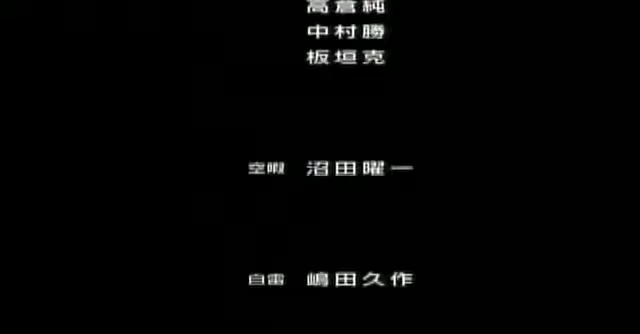 高倉純
中村勝
板垣克
空暇 沼田曜一
自雷 嶋田久作